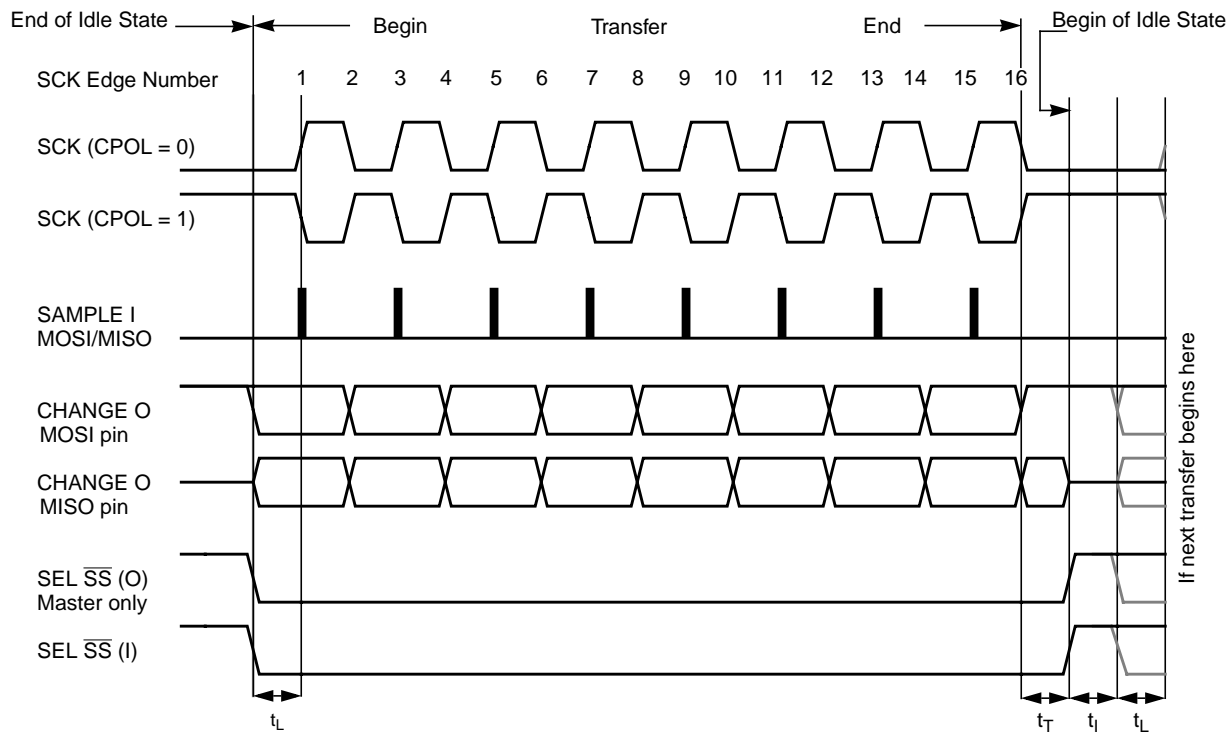 End of Idle State
Begin
Transfer
End
Begin of Idle State
SCK Edge Number
1 2 3 4 5 6 7 8 9 10 11 12 13 14 15 16
SCK (CPOL = 0)
SCK (CPOL = 1)
SAMPLE I
MOSI/MISO
CHANGE O
MOSI pin
CHANGE O
MISO pin
SEL S̅S̅ (O)
Master only
SEL S̅S̅ (I)
If next transfer begins here
tL
tT
tI
tL